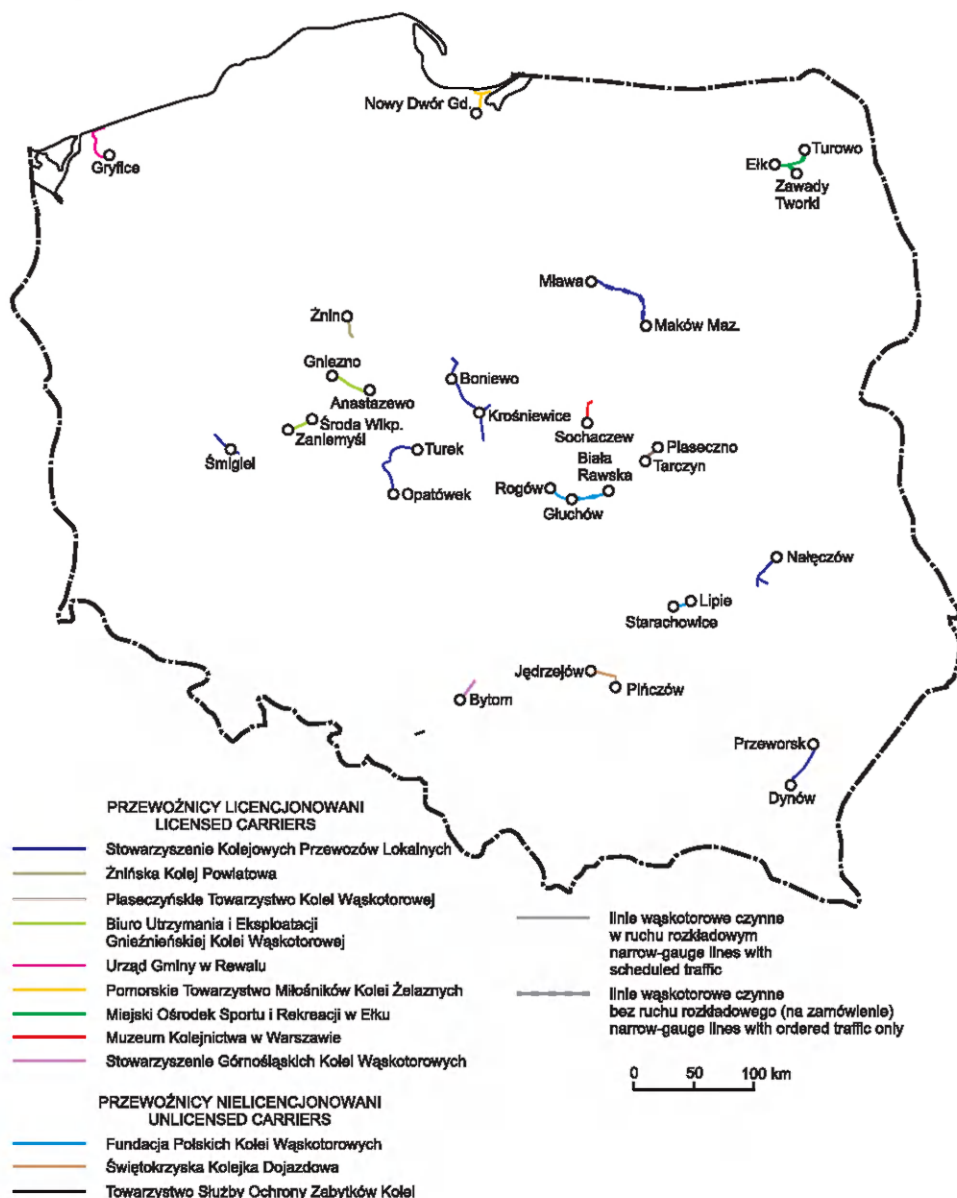 Nowy Dwór Gd.
Gryfice
Turowo
Ełk
Zawady
Tworki
Mława
Maków Maz.
Żnin
Gniezno
Anastazewo
Boniewo
Krośniewice
Środa Wlkp.
Zaniemyśl
Sochaczew
Śmigiel
Turek
Opatówek
Piaseczno
Tarczyn
Biała
Rawska
Rogów
Głuchów
Nałęczów
Lipie
Starachowice
Jędrzejów
Pińczów
Bytom
Przeworsk
Dynów
PRZEWOŹNICY LICENCJONOWANI
LICENSED CARRIERS
Stowarzyszenie Kolejowych Przewozów Lokalnych
Żnińska Kolej Powiatowa
Piaseczyńskie Towarzystwo Kolei Wąskotorowej
Biuro Utrzymania i Eksploatacji
Gnieźnieńskiej Kolei Wąskotorowej
Urząd Gminy w Rewalu
Pomorskie Towarzystwo Miłośników Kolei Żelaznych
Miejski Ośrodek Sportu i Rekreacji w Ełku
Muzeum Kolejnictwa w Warszawie
Stowarzyszenie Górnośląskich Kolei Wąskotorowych
PRZEWOŹNICY NIELICENCJONOWANI
UNLICENSED CARRIERS
Fundacja Polskich Kolei Wąskotorowych
Świętokrzyska Kolejka Dojazdowa
Towarzystwo Służby Ochrony Zabytków Kolei
linie wąskotorowe czynne
w ruchu rozkładowym
narrow-gauge lines with
scheduled traffic
linie wąskotorowe czynne
bez ruchu rozkładowego (na zamówienie)
narrow-gauge lines with ordered traffic only
0 50 100 km